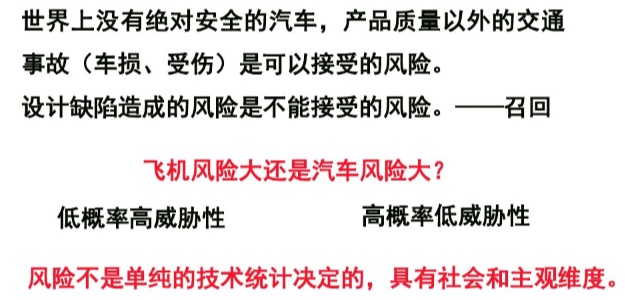 世界上没有绝对安全的汽车，产品质量以外的交通
事故（车损、受伤）是可以接受的风险。
设计缺陷造成的风险是不能接受的风险。——召回
飞机风险大还是汽车风险大？
低概率高威胁性 高概率低威胁性
风险不是单纯的技术统计决定的，具有社会和主观维度。